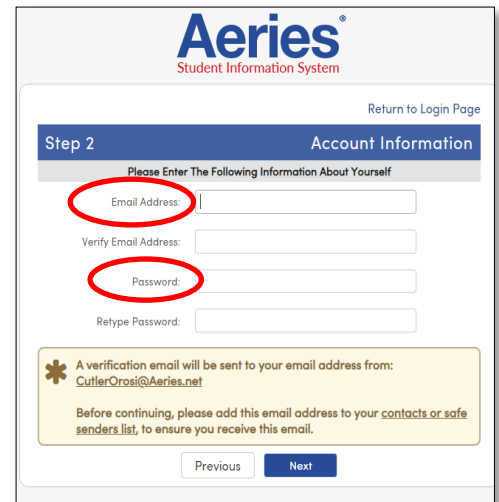 Aeries®
Student Information System
Return to Login Page
Step 2 Account Information
Please Enter The Following Information About Yourself
Email Address:
Verify Email Address:
Password:
Retype Password:
* A verification email will be sent to your email address from:
CutlerOrosi@Aeries.net
Before continuing, please add this email address to your contacts or safe
senders list, to ensure you receive this email.
Previous Next